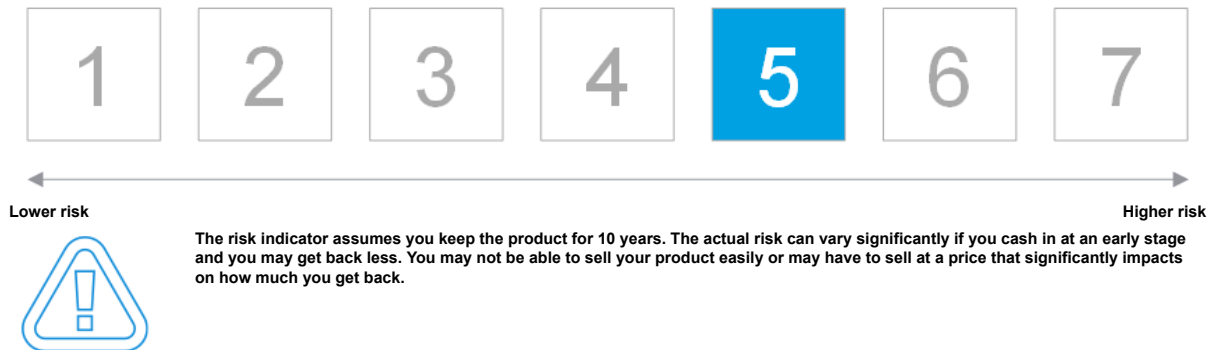 1 2 3 4 5 6 7
Lower risk Higher risk
The risk indicator assumes you keep the product for 10 years. The actual risk can vary significantly if you cash in at an early stage
and you may get back less. You may not be able to sell your product easily or may have to sell at a price that significantly impacts
on how much you get back.